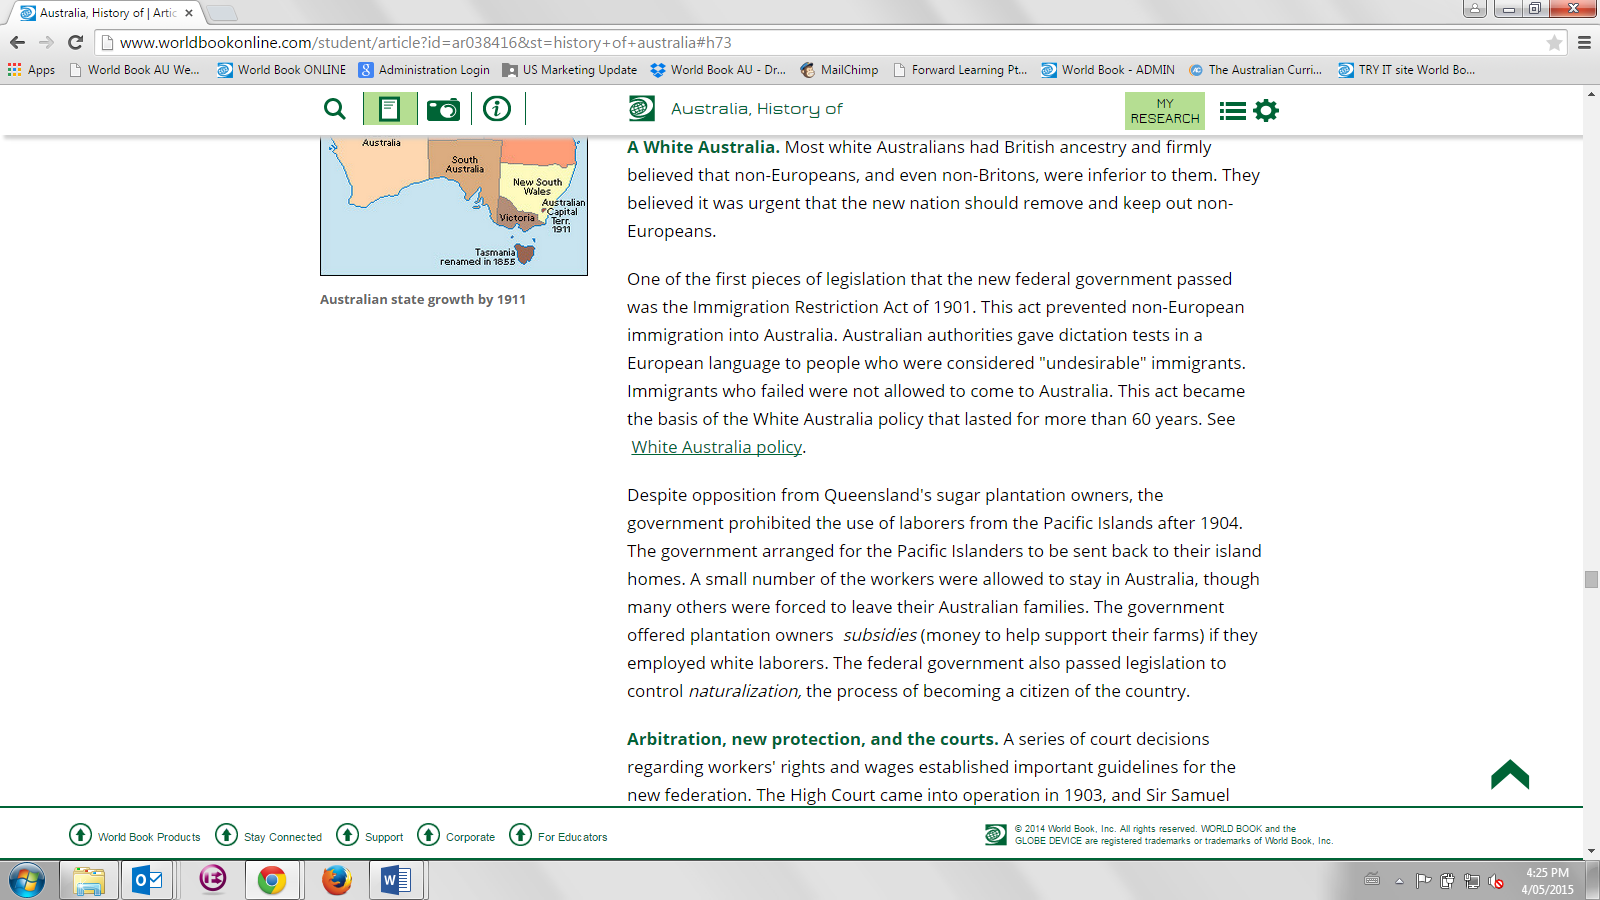 Australia, History of | Artic
www.worldbookonline.com/student/article?id=ar038416&st=history+of+australia#h73
Apps
World Book AU We...
World Book ONLINE
Administration Login
US Marketing Update
World Book AU - Dr...
MailChimp
Forward Learning Pt...
World Book - ADMIN
The Australian Curri...
TRY IT site World Bo...
Australia, History of
MY
RESEARCH
Australia
South
Australia
New South
Wales
Australian
Capital
Terr.
1911
Victoria
Tasmania
renamed in 1855
Australian state growth by 1911
A White Australia. Most white Australians had British ancestry and firmly
believed that non-Europeans, and even non-Britons, were inferior to them. They
believed it was urgent that the new nation should remove and keep out non-
Europeans.
One of the first pieces of legislation that the new federal government passed
was the Immigration Restriction Act of 1901. This act prevented non-European
immigration into Australia. Australian authorities gave dictation tests in a
European language to people who were considered "undesirable" immigrants.
Immigrants who failed were not allowed to come to Australia. This act became
the basis of the White Australia policy that lasted for more than 60 years. See
White Australia policy.
Despite opposition from Queensland's sugar plantation owners, the
government prohibited the use of laborers from the Pacific Islands after 1904.
The government arranged for the Pacific Islanders to be sent back to their island
homes. A small number of the workers were allowed to stay in Australia, though
many others were forced to leave their Australian families. The government
offered plantation owners subsidies (money to help support their farms) if they
employed white laborers. The federal government also passed legislation to
control naturalization, the process of becoming a citizen of the country.
Arbitration, new protection, and the courts. A series of court decisions
regarding workers' rights and wages established important guidelines for the
new federation. The High Court came into operation in 1903, and Sir Samuel
World Book Products
Stay Connected
Support
Corporate
For Educators
© 2014 World Book, Inc. All rights reserved. WORLD BOOK and the
GLOBE DEVICE are registered trademarks or trademarks of World Book, Inc.
4:25 PM
4/05/2015